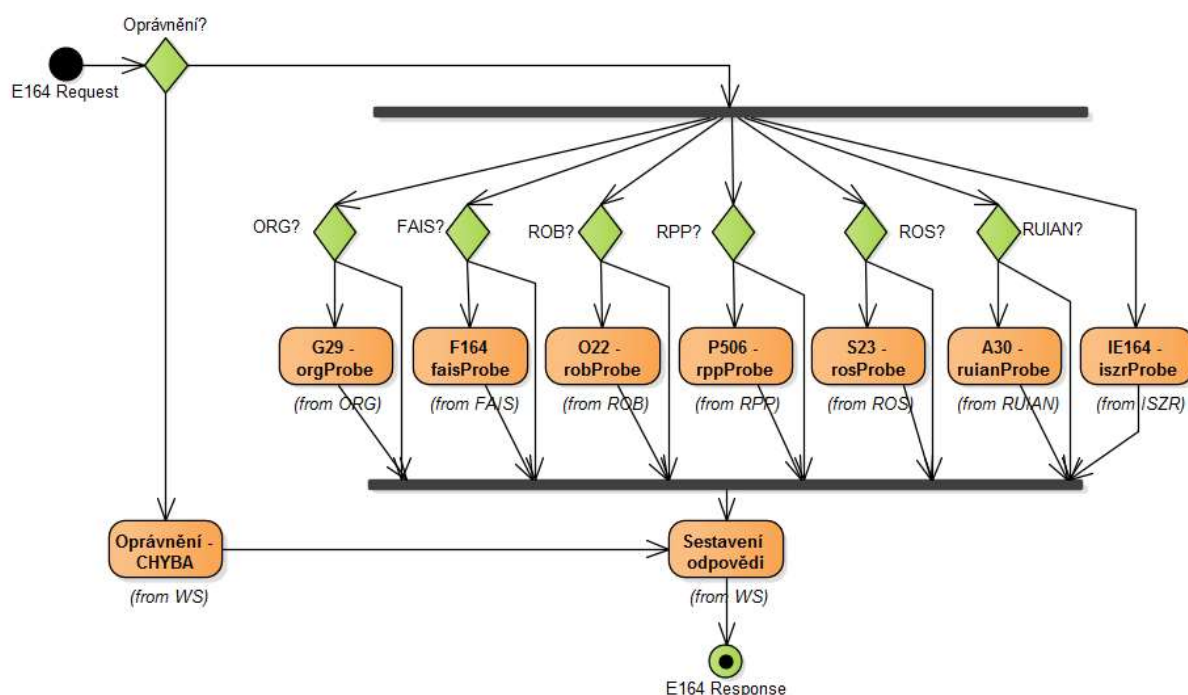 Oprávnění?
E164 Request
ORG?
FAIS?
ROB?
RPP?
ROS?
RUIAN?
G29 -
orgProbe
(from ORG)
F164
faisProbe
(from FAIS)
O22 -
robProbe
(from ROB)
P506 -
rppProbe
(from RPP)
S23 -
rosProbe
(from ROS)
A30 -
ruianProbe
(from RUIAN)
IE164 -
iszrProbe
(from ISZR)
Oprávnění -
CHYBA
(from WS)
Sestavení
odpovědi
(from WS)
E164 Response